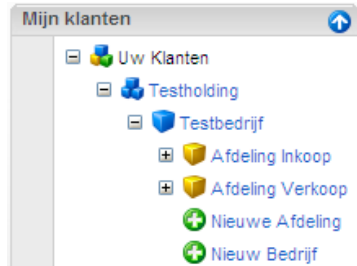 Mijn klanten
Uw Klanten
Testholding
Testbedrijf
Afdeling Inkoop
Afdeling Verkoop
Nieuwe Afdeling
Nieuw Bedrijf